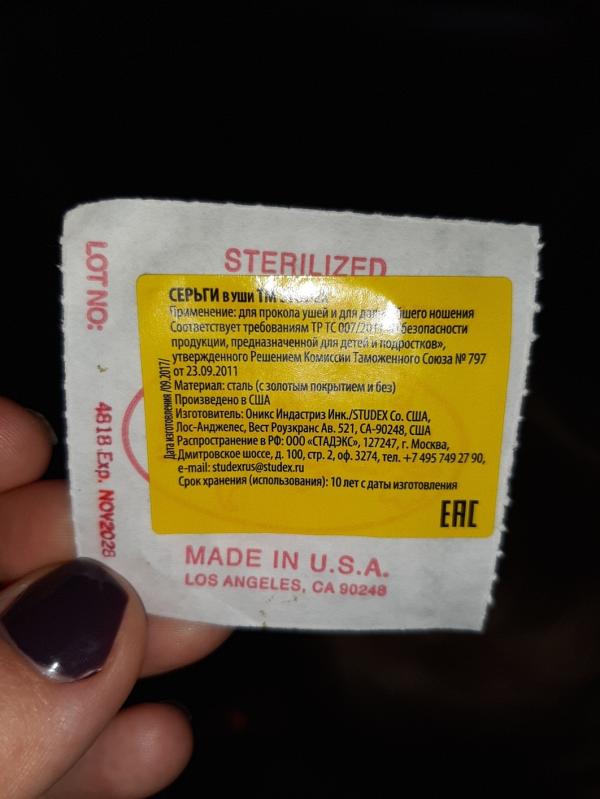 STERILIZED
LOT NO:
4818 Exp. NOV2028
СЕРЬГИ в уши ТМ
Применение: для прокола ушей и для ношения
Соответствует требованиям ТР ТС безопасности
продукции, предназначенной для детей и подростков»,
утвержденного Решением Комиссии Таможенного Союза № 797
от 23.09.2011
Материал: сталь (с золотым покрытием и без)
Произведено в США
Изготовитель: Оникс Индастриз Инк./STUDEX Co. США,
Лос-Анджелес, Вест Роузкранс Ав. 521, CA-90248, США
Распространение в РФ: ООО «СТАДЭКС», 127247, г. Москва,
Дмитровское шоссе, д. 100, стр. 2, оф. 3274, тел. +7 495 749 27 90,
e-mail: studexrus@studex.ru
Срок хранения (использования): 10 лет с даты изготовления
Дата изготовления /09.2017/
EAC
MADE IN U.S.A.
LOS ANGELES, CA 90248